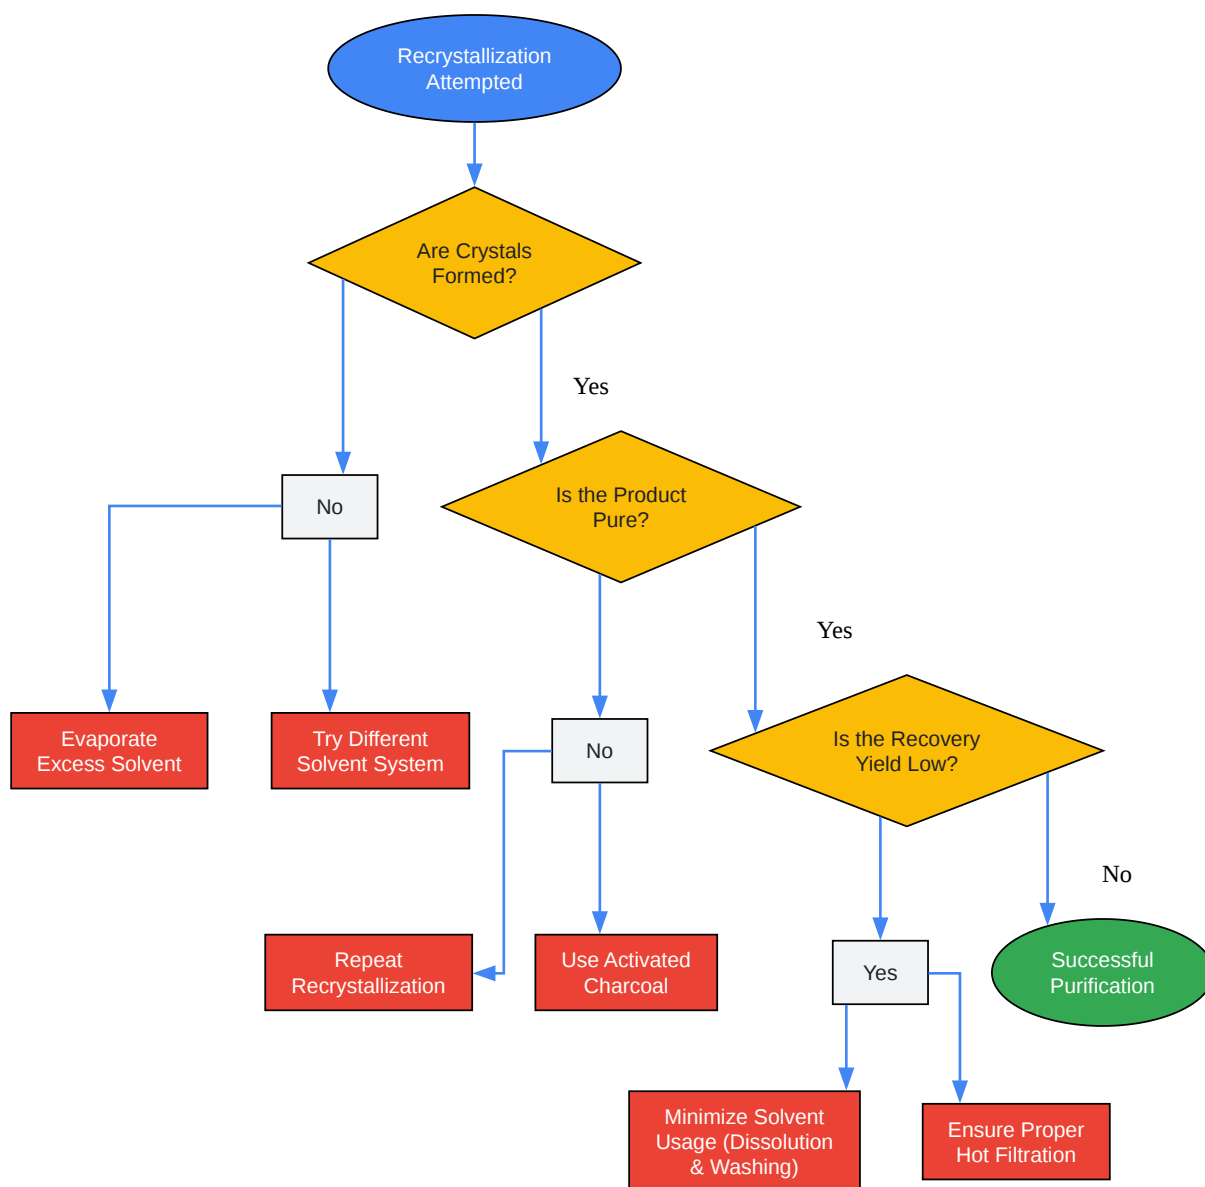 Recrystallization
Attempted
Are Crystals
Formed?
Yes
No
Is the Product
Pure?
Yes
Evaporate
Excess Solvent
Try Different
Solvent System
No
Is the Recovery
Yield Low?
No
Repeat
Recrystallization
Use Activated
Charcoal
Yes
Successful
Purification
Minimize Solvent
Usage (Dissolution
& Washing)
Ensure Proper
Hot Filtration